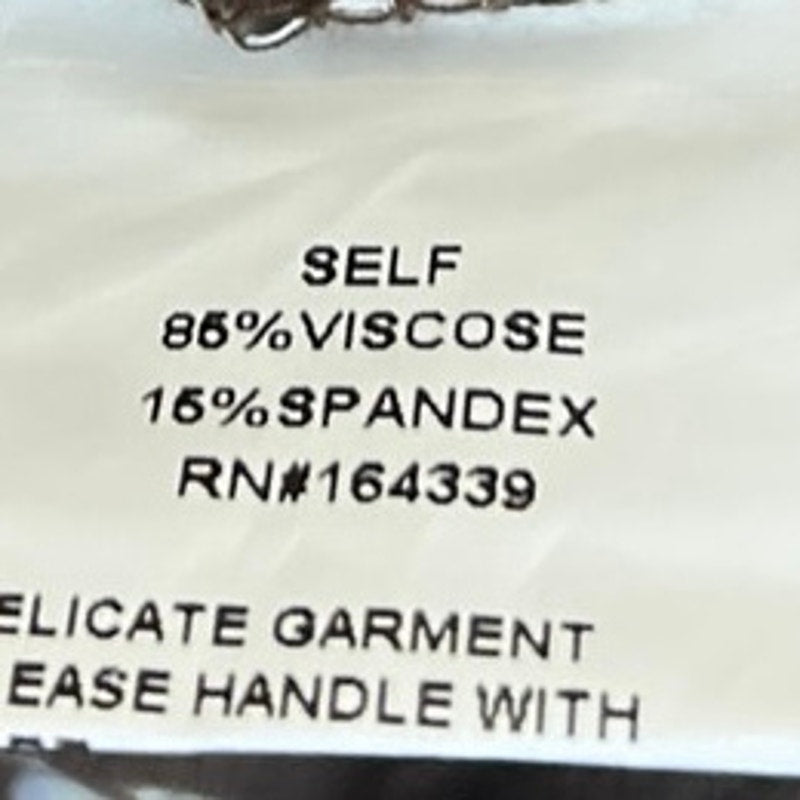 SELF
85%VISCOSE
15%SPANDEX
RN#164339
ELICATE GARMENT
EASE HANDLE WITH